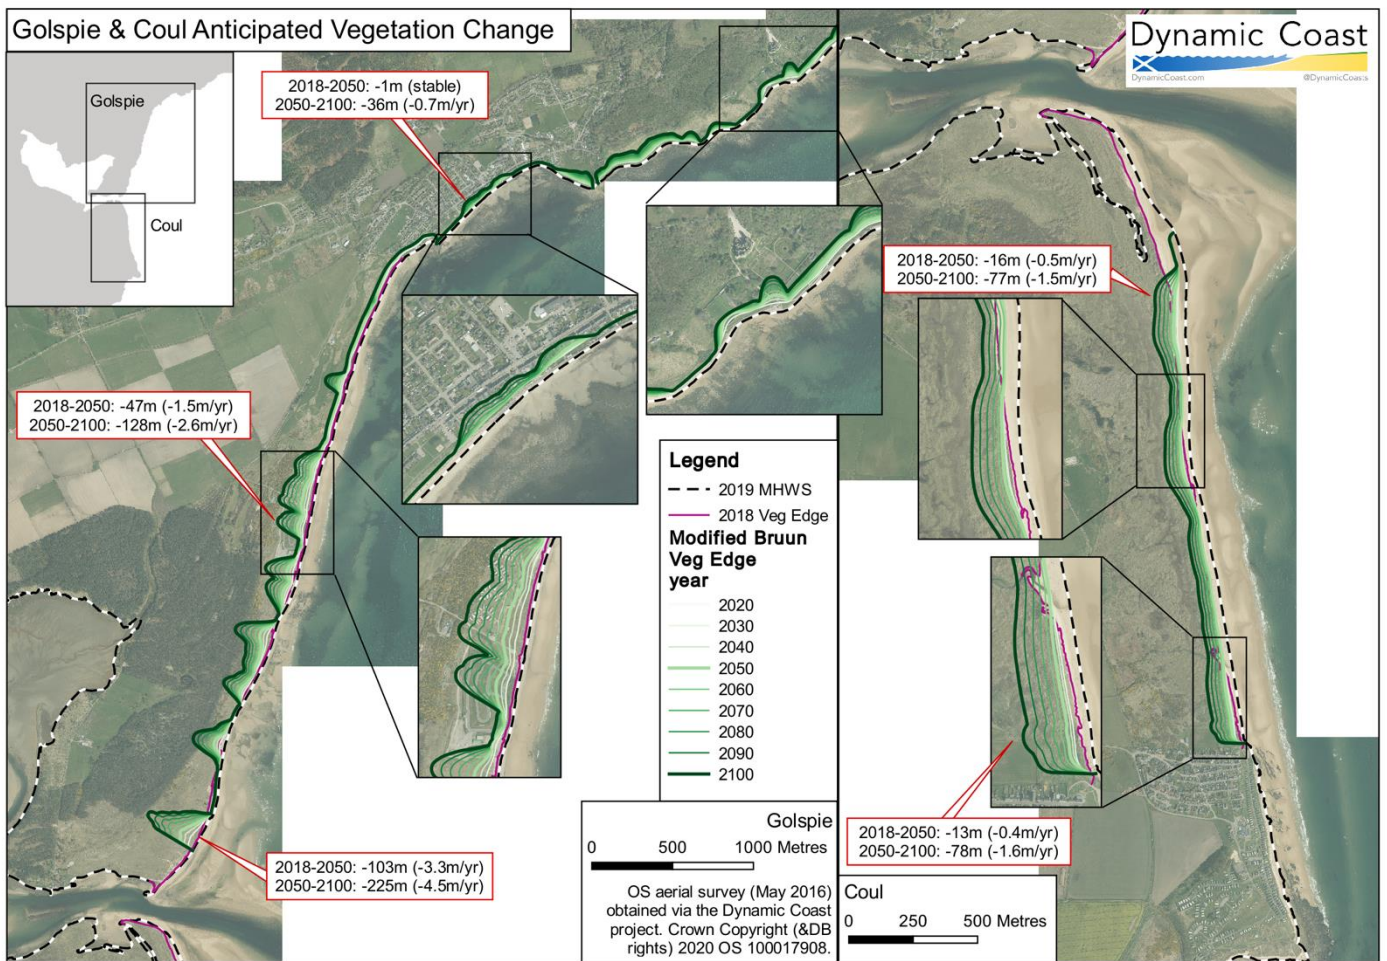 Golspie & Coul Anticipated Vegetation Change
Dynamic Coast
DynamicCoast.com
@DynamicCoasts
Golspie
Coul
2018-2050: -1m (stable)
2050-2100: -36m (-0.7m/yr)
2018-2050: -16m (-0.5m/yr)
2050-2100: -77m (-1.5m/yr)
2018-2050: -47m (-1.5m/yr)
2050-2100: -128m (-2.6m/yr)
Legend
2019 MHWS
2018 Veg Edge
Modified Bruun
Veg Edge
year
2020
2030
2040
2050
2060
2070
2080
2090
2100
2018-2050: -103m (-3.3m/yr)
2050-2100: -225m (-4.5m/yr)
2018-2050: -13m (-0.4m/yr)
2050-2100: -78m (-1.6m/yr)
Golspie
0 500 1000 Metres
OS aerial survey (May 2016)
obtained via the Dynamic Coast
project. Crown Copyright (&DB
rights) 2020 OS 100017908.
Coul
0 250 500 Metres